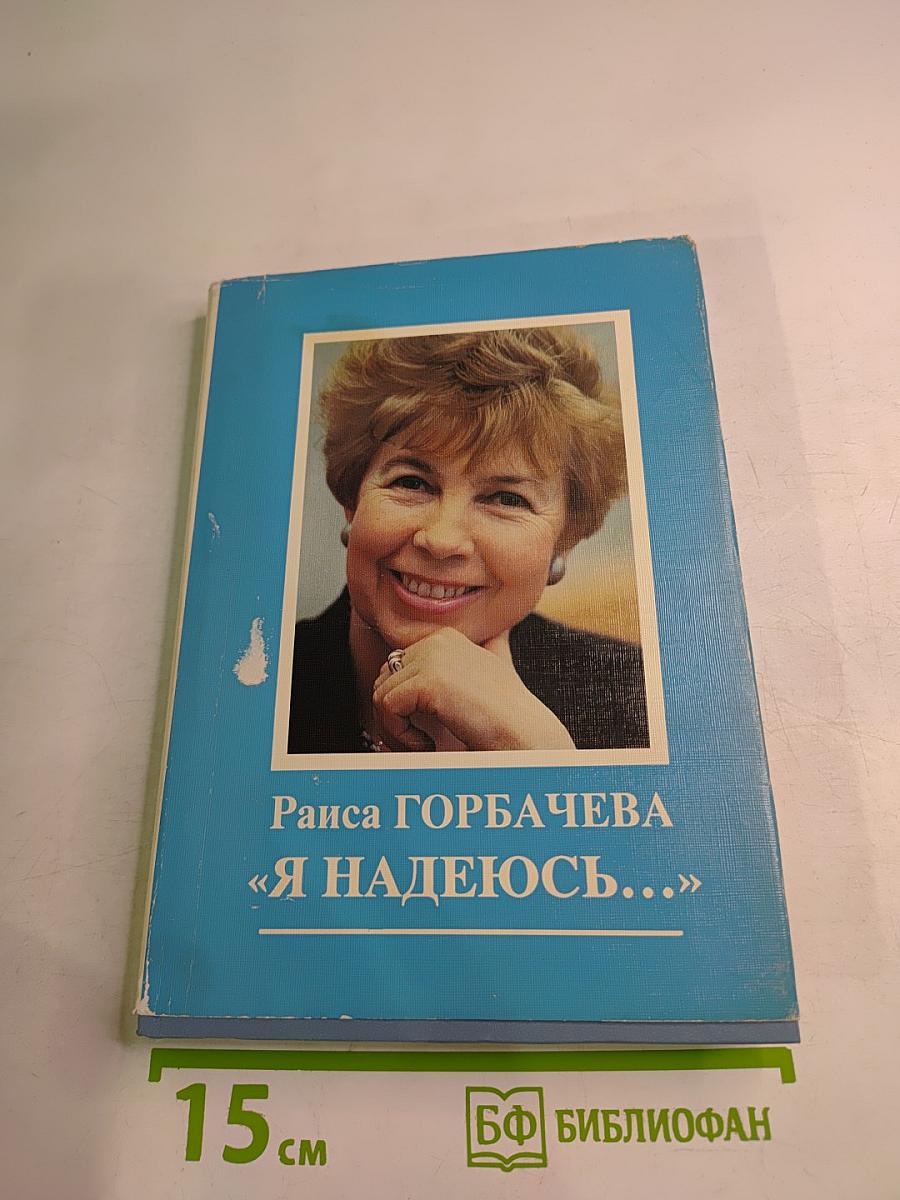 Раиса ГОРБАЧЕВА
«Я НАДЕЮСЬ...»
15 см
БФ БИБЛИОФАН